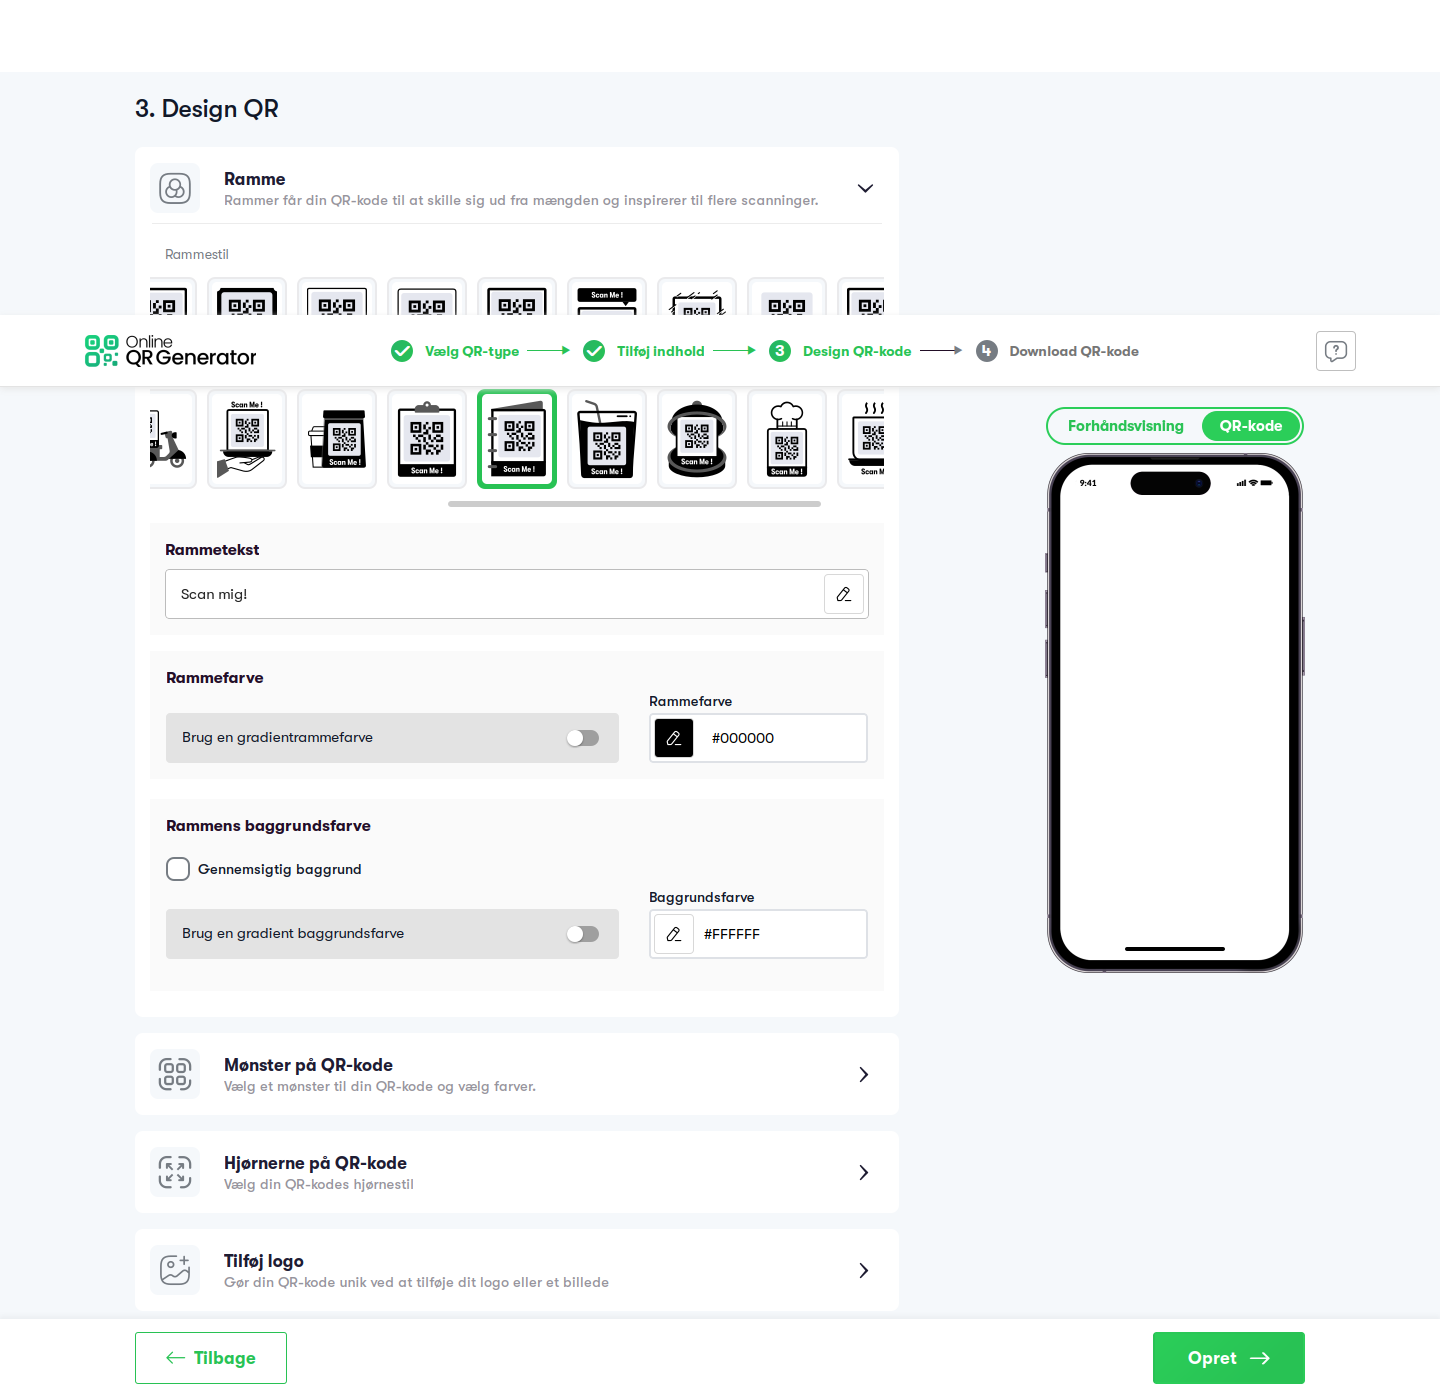 3. Design QR
Ramme
Rammer får din QR-kode til at skille sig ud fra mængden og inspirerer til flere scanninger.
Rammestil
Scan Me !
Online
QR Generator
Vælg QR-type
Tilføj indhold
3 Design QR-kode
4 Download QR-kode
Scan Me !
Scan Me !
Scan Me !
Scan Me !
Scan Me !
Scan Me !
Scan Me !
Scan M
Forhåndsvisning
QR-kode
9:41
Rammetekst
Scan mig!
Rammefarve
Rammefarve
Brug en gradientrammefarve
#000000
Rammens baggrundsfarve
Gennemsigtig baggrund
Baggrundsfarve
Brug en gradient baggrundsfarve
#FFFFFF
Mønster på QR-kode
Vælg et mønster til din QR-kode og vælg farver.
Hjørnerne på QR-kode
Vælg din QR-kodes hjørnestil
Tilføj logo
Gør din QR-kode unik ved at tilføje dit logo eller et billede
Tilbage
Opret